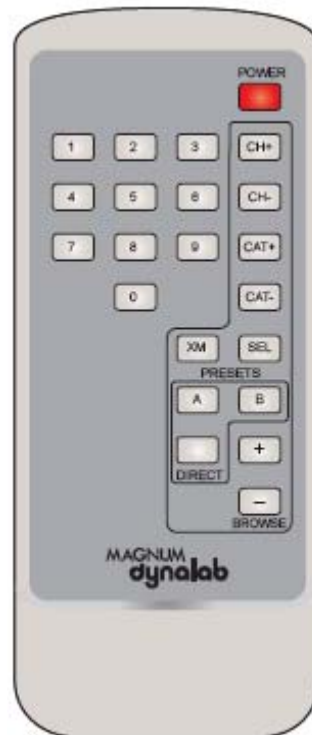 POWER
1 2 3 CH+
4 5 6 CH-
7 8 9 CAT+
0 CAT-
XM SEL
PRESETS
A B
+
DIRECT
−
BROWSE
MAGNUM
dynalab